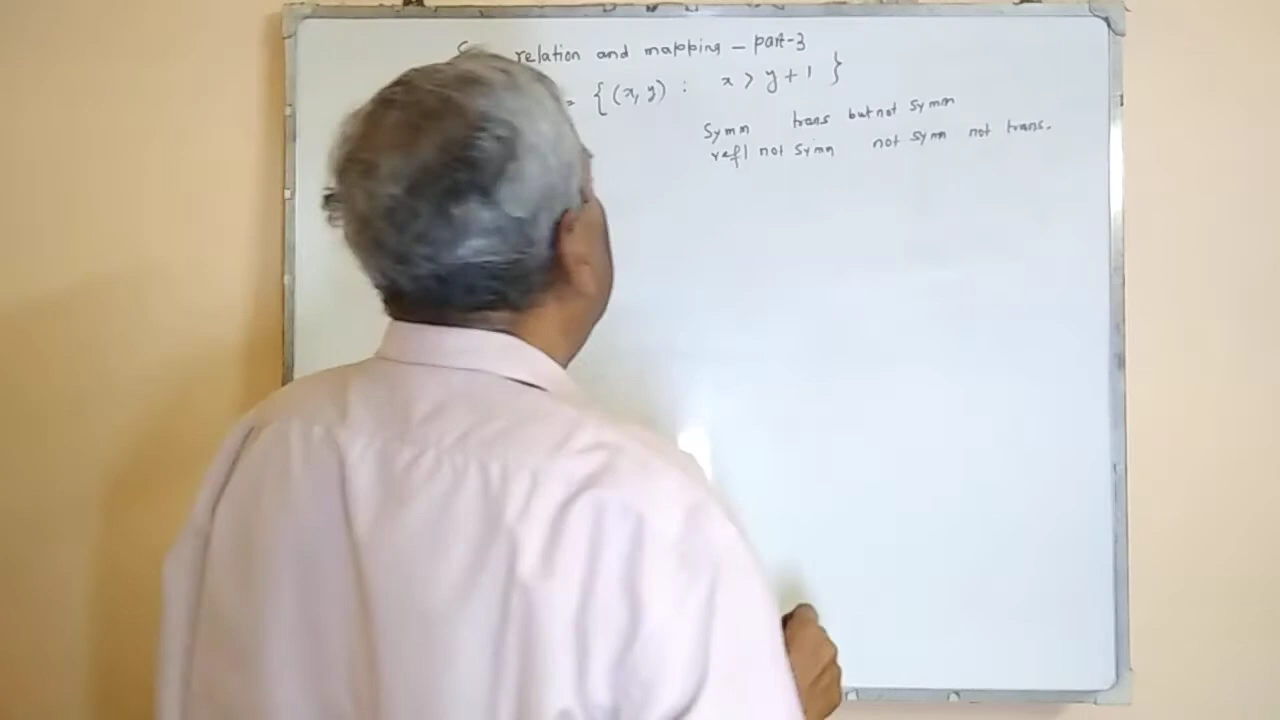 relation and mapping – part-3
= {(x, y) : x > y + 1 }
Symm trans but not Symm
refl not Symm not Symm not trans.